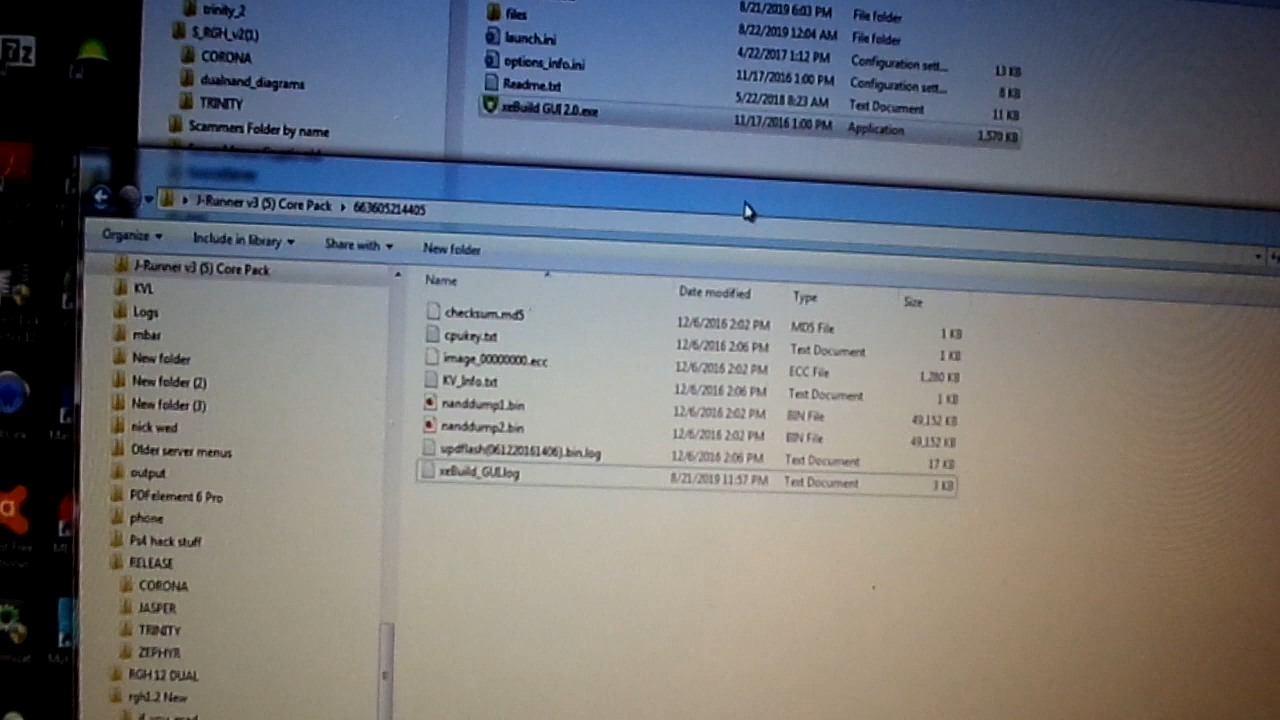 trinity_2
S_RGH_v2(1)
CORONA
dualnand_diagrams
TRINITY
Scammers Folder by name
files 8/21/2019 6:03 PM File folder
launch.ini 8/22/2019 12:04 AM File folder
options_info.ini 4/22/2017 1:12 PM Configuration sett... 13 KB
Readme.txt 11/17/2016 1:00 PM Configuration sett... 8 KB
xeBuild GUI 2.0.exe 5/22/2018 8:23 AM Text Document 11 KB
11/17/2016 1:00 PM Application 1,570 KB
J-Runner v3 (5) Core Pack 663605214405
Organize Include in library Share with New folder
J-Runner v3 (5) Core Pack
KVL
Logs
mbar
New folder
New folder (2)
New folder (3)
nick wed
Older server menus
output
PDFelement 6 Pro
phone
Ps4 hack stuff
RELEASE
CORONA
JASPER
TRINITY
ZEPHYR
RGH 12 DUAL
rgh1.2 New
Name Date modified Type Size
checksum.md5 12/6/2016 2:02 PM MD5 File 1 KB
cpukey.txt 12/6/2016 2:06 PM Text Document 1 KB
image_00000000.ecc 12/6/2016 2:02 PM ECC File 1,280 KB
KV_Info.txt 12/6/2016 2:06 PM Text Document 1 KB
nanddump1.bin 12/6/2016 2:02 PM BIN File 49,152 KB
nanddump2.bin 12/6/2016 2:02 PM BIN File 49,152 KB
updflash(061220161406).bin.log 12/6/2016 2:06 PM Text Document 17 KB
xeBuild_GUI.log 8/21/2019 11:57 PM Text Document 3 KB